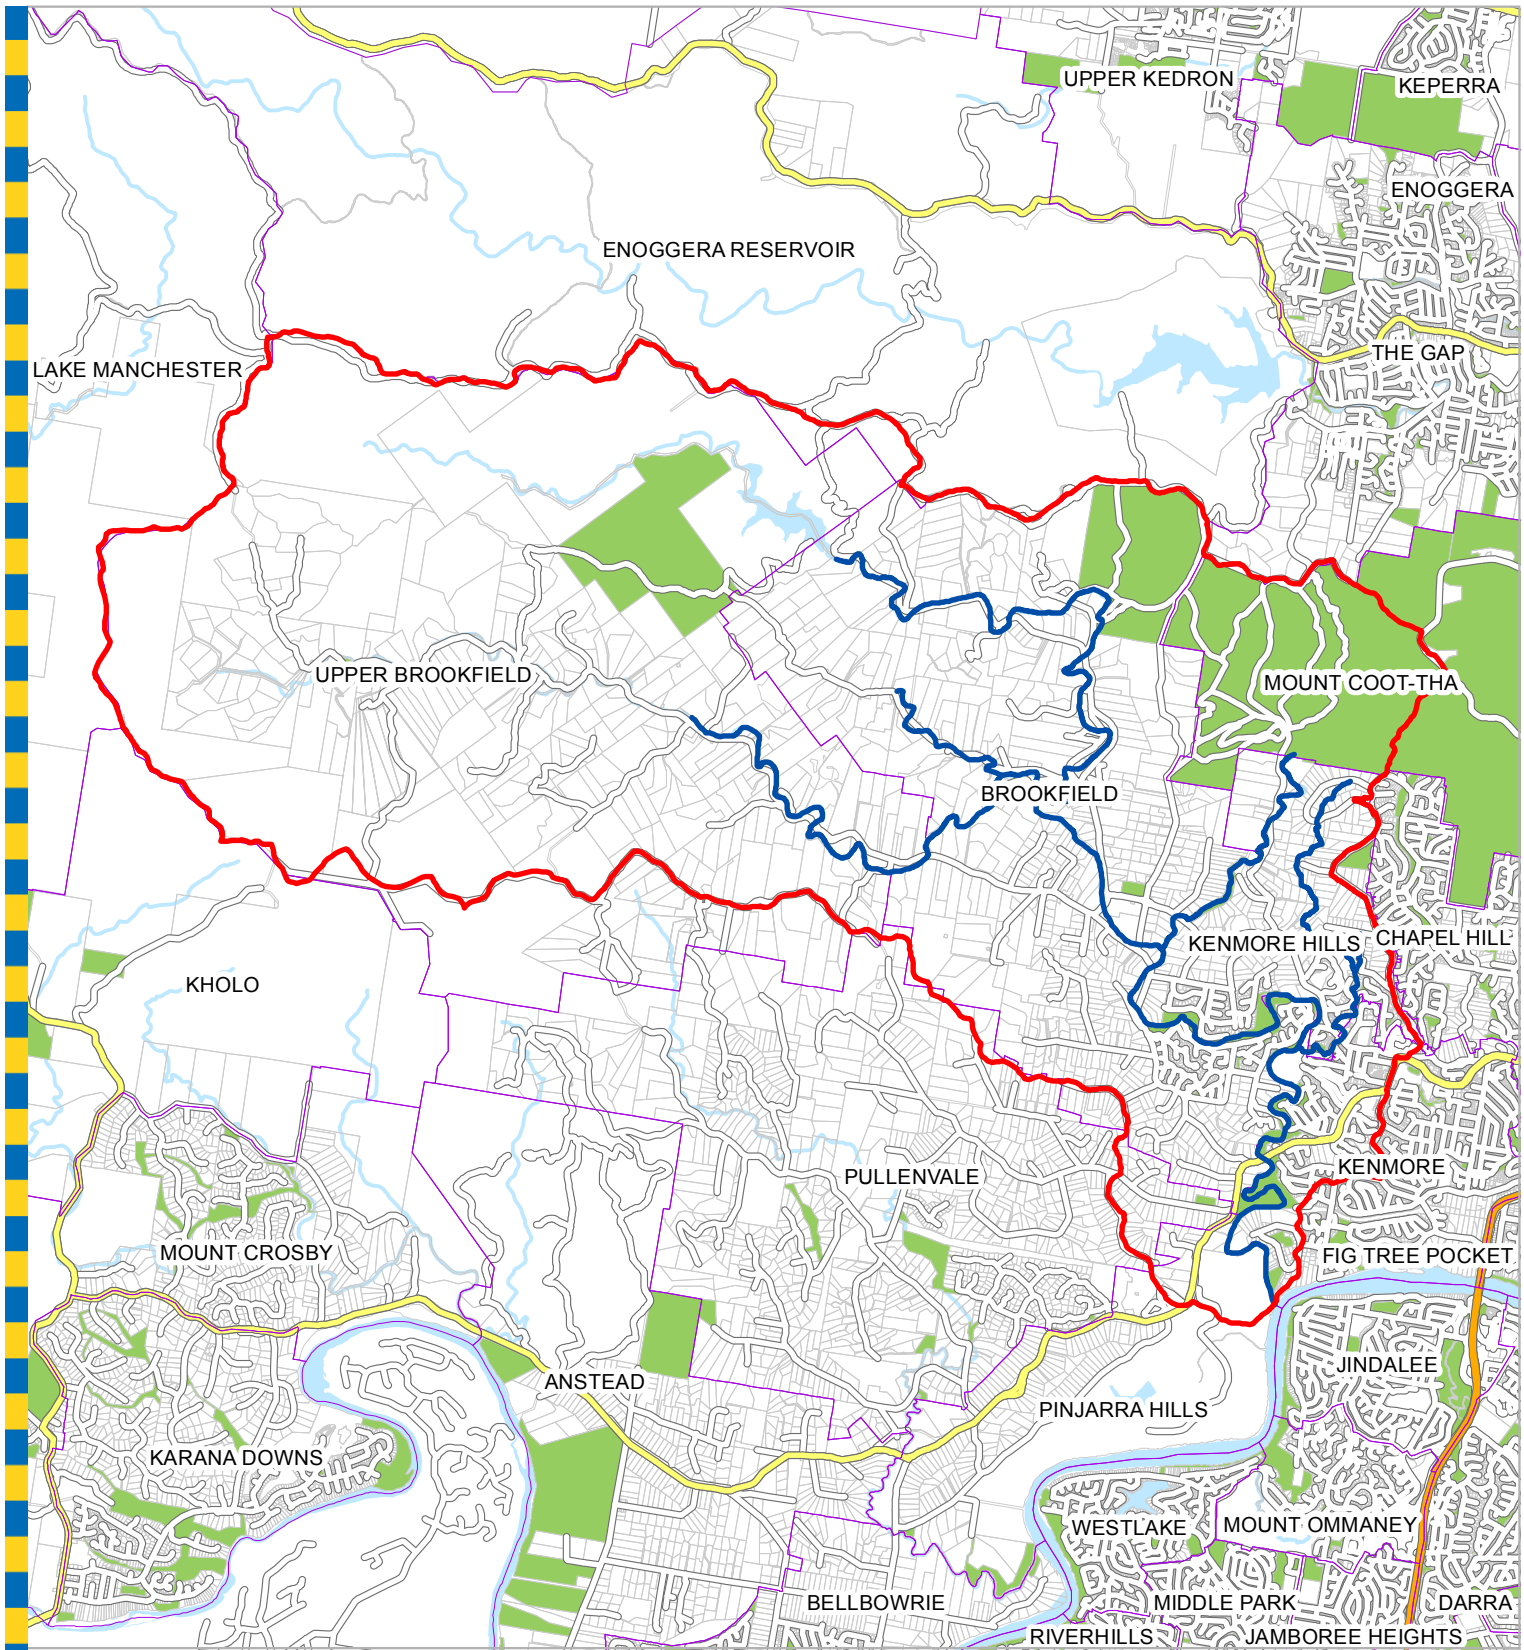 UPPER KEDRON
KEPERRA
ENOGGERA
ENOGGERA RESERVOIR
THE GAP
LAKE MANCHESTER
UPPER BROOKFIELD
MOUNT COOT-THA
BROOKFIELD
KENMORE HILLS
CHAPEL HILL
KHOLO
KENMORE
PULLENVALE
MOUNT CROSBY
FIG TREE POCKET
JINDALEE
ANSTEAD
PINJARRA HILLS
KARANA DOWNS
WESTLAKE
MOUNT OMMANEY
BELLBOWRIE
MIDDLE PARK
DARRA
RIVERHILLS
JAMBOREE HEIGHTS